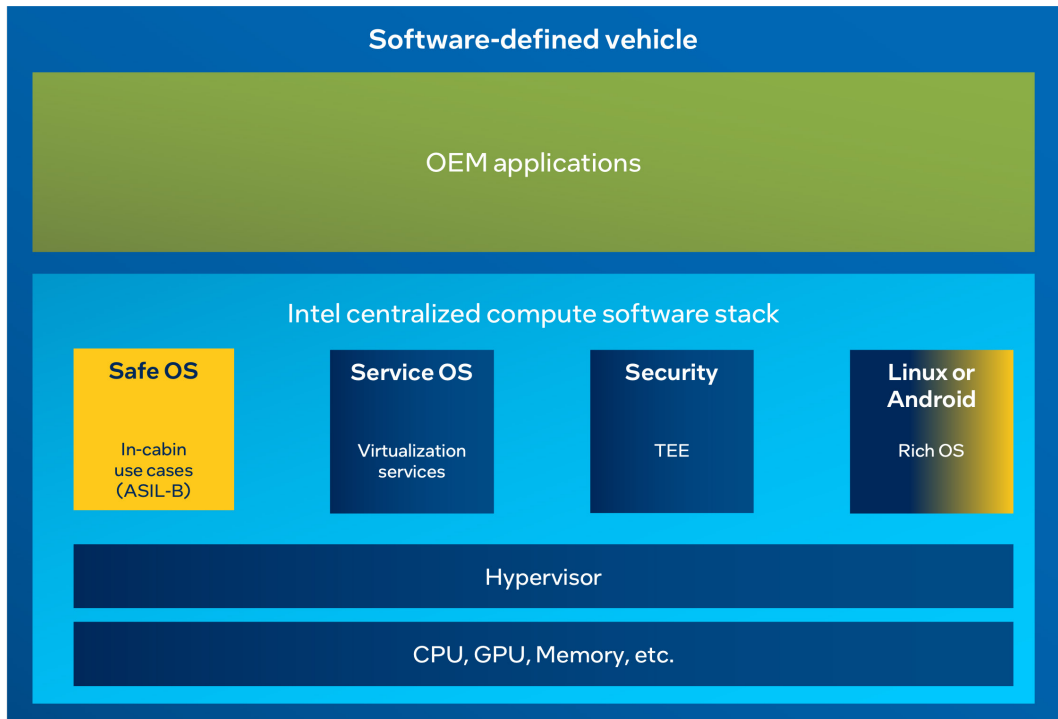 Software-defined vehicle
OEM applications
Intel centralized compute software stack
Safe OS
In-cabin
use cases
(ASIL-B)
Service OS
Virtualization
services
Security
TEE
Linux or
Android
Rich OS
Hypervisor
CPU, GPU, Memory, etc.